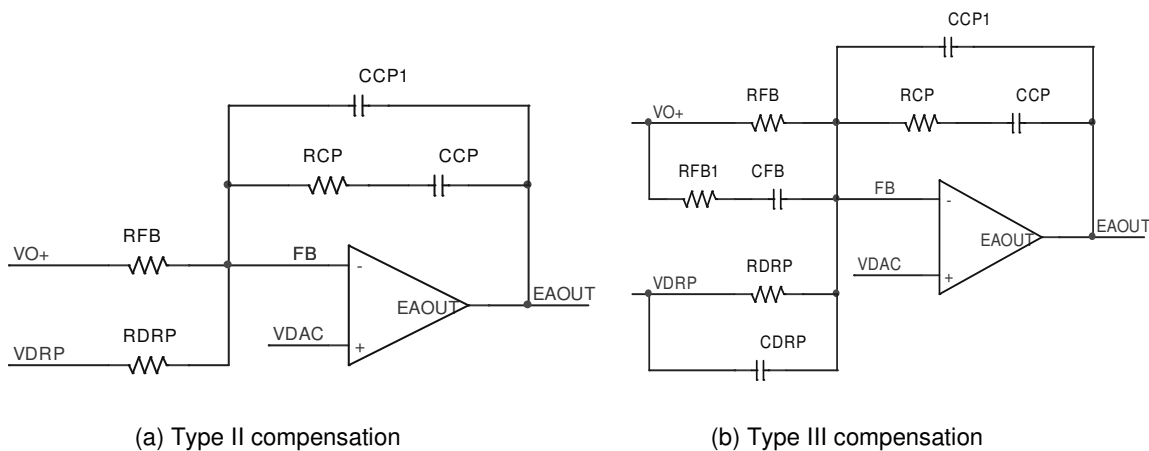 CCP1
RCP CCP
RFB
VO+
FB
EAOUT
EAOUT
RDRP
VDAC
VDRP
-
+
(a) Type II compensation
CCP1
RFB
RCP
CCP
VO+
RFB1
CFB
FB
-
EAOUT
EAOUT
VDAC
+
RDRP
VDRP
CDRP
(b) Type III compensation